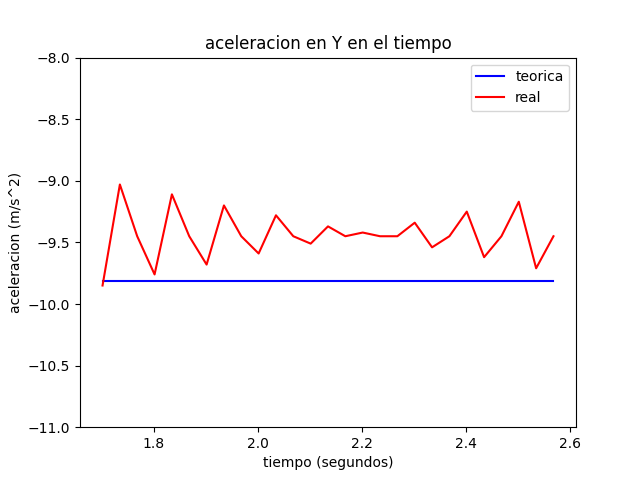 aceleracion en Y en el tiempo
teorica
real
−8.0
−8.5
−9.0
−9.5
−10.0
−10.5
−11.0
aceleracion (m/s^2)
1.8
2.0
2.2
2.4
2.6
tiempo (segundos)